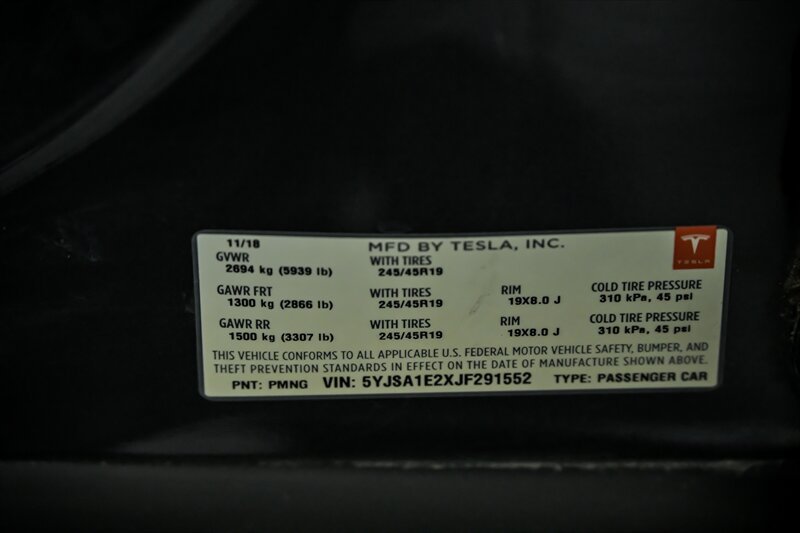 11/18 MFD BY TESLA, INC.
TESLA
GVWR WITH TIRES
2694 kg (5939 lb) 245/45R19
GAWR FRT WITH TIRES RIM COLD TIRE PRESSURE
1300 kg (2866 lb) 245/45R19 19X8.0 J 310 kPa, 45 psi
GAWR RR WITH TIRES RIM COLD TIRE PRESSURE
1500 kg (3307 lb) 245/45R19 19X8.0 J 310 kPa, 45 psi
THIS VEHICLE CONFORMS TO ALL APPLICABLE U.S. FEDERAL MOTOR VEHICLE SAFETY, BUMPER, AND
THEFT PREVENTION STANDARDS IN EFFECT ON THE DATE OF MANUFACTURE SHOWN ABOVE.
PNT: PMNG VIN: 5YJSA1E2XJF291552 TYPE: PASSENGER CAR